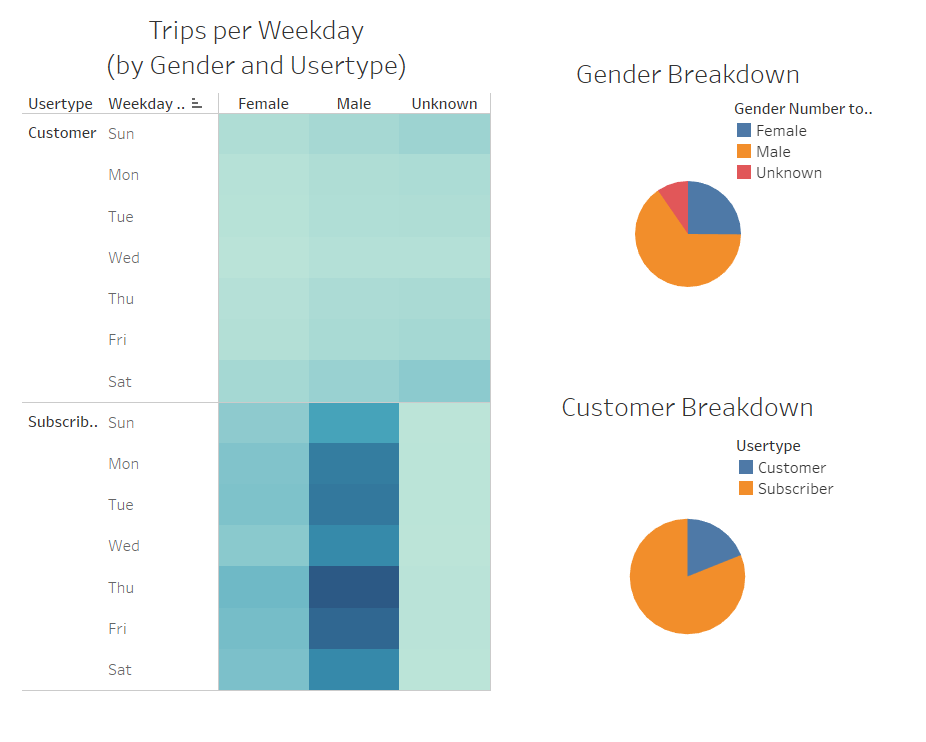 Trips per Weekday
(by Gender and Usertype)
Usertype Weekday .. Female Male Unknown
Customer Sun
Mon
Tue
Wed
Thu
Fri
Sat
Subscrib.. Sun
Mon
Tue
Wed
Thu
Fri
Sat
Gender Breakdown
Gender Number to..
Female
Male
Unknown
Customer Breakdown
Usertype
Customer
Subscriber